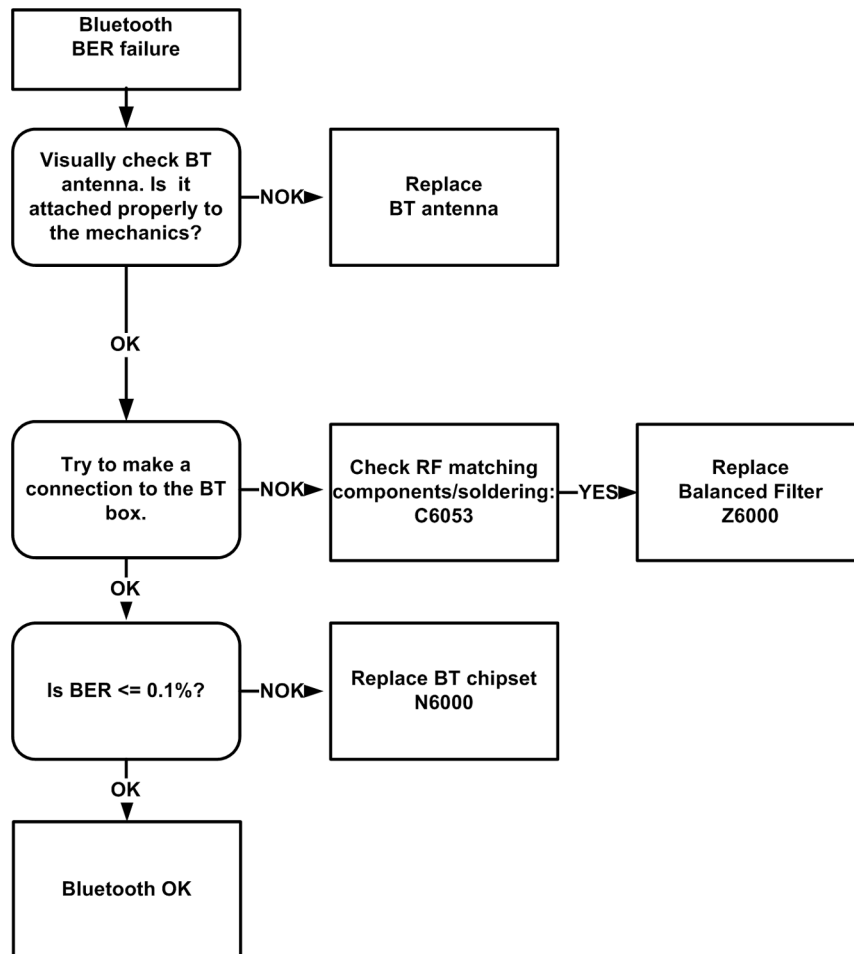 Bluetooth
BER failure
Visually check BT
antenna. Is it
attached properly to
the mechanics?
NOK
Replace
BT antenna
OK
Try to make a
connection to the BT
box.
NOK
Check RF matching
components/soldering:
C6053
YES
Replace
Balanced Filter
Z6000
OK
Is BER <= 0.1%?
NOK
Replace BT chipset
N6000
OK
Bluetooth OK